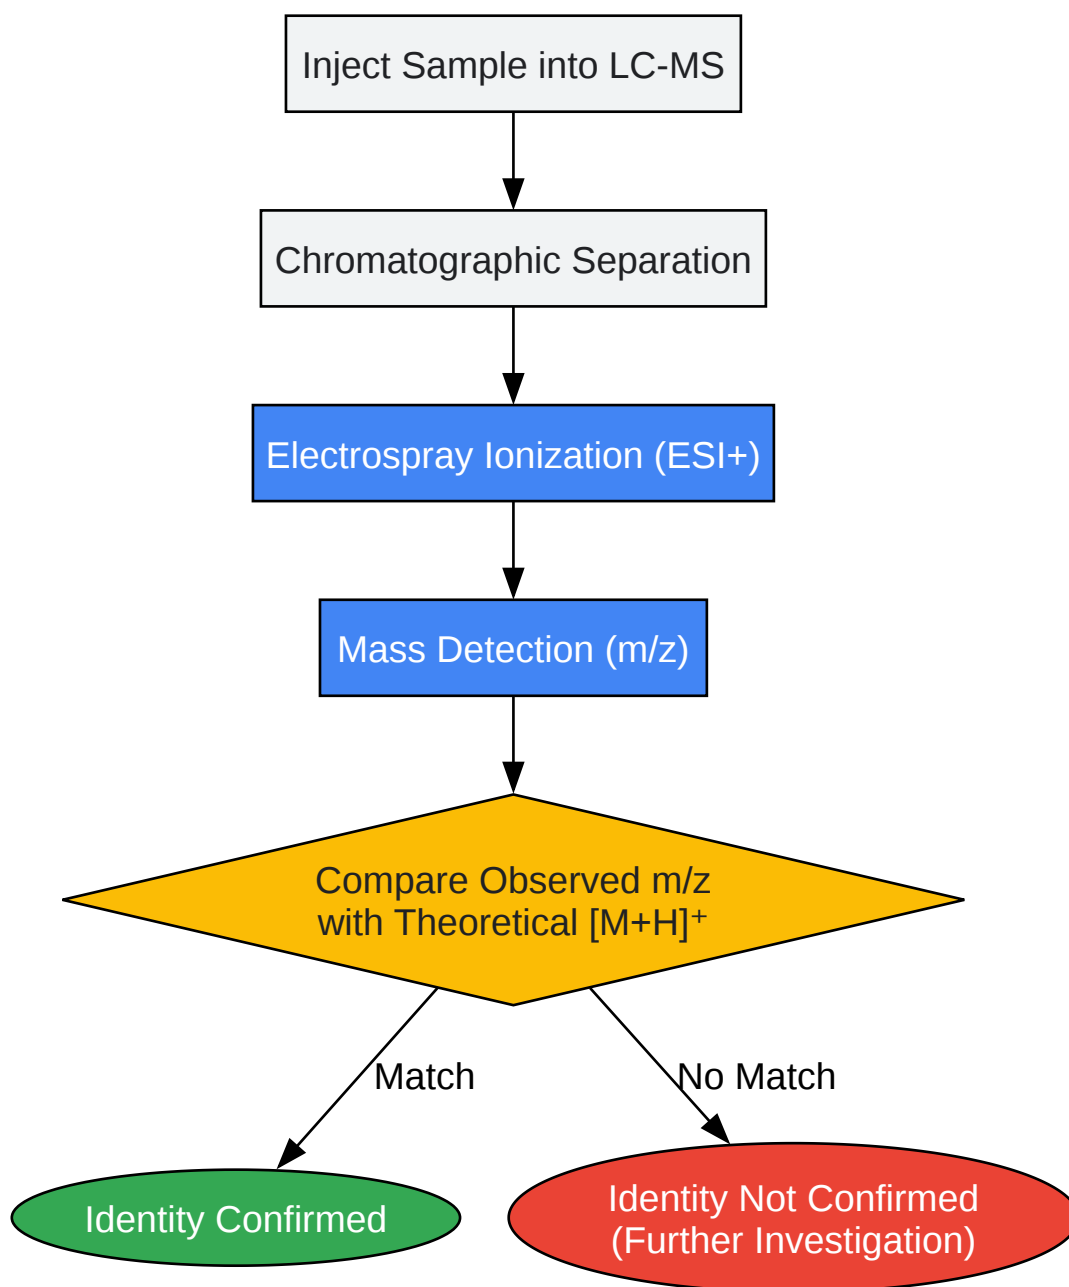 Inject Sample into LC-MS
Chromatographic Separation
Electrospray Ionization (ESI+)
Mass Detection (m/z)
Compare Observed m/z
with Theoretical [M+H]⁺
Match
No Match
Identity Confirmed
Identity Not Confirmed
(Further Investigation)